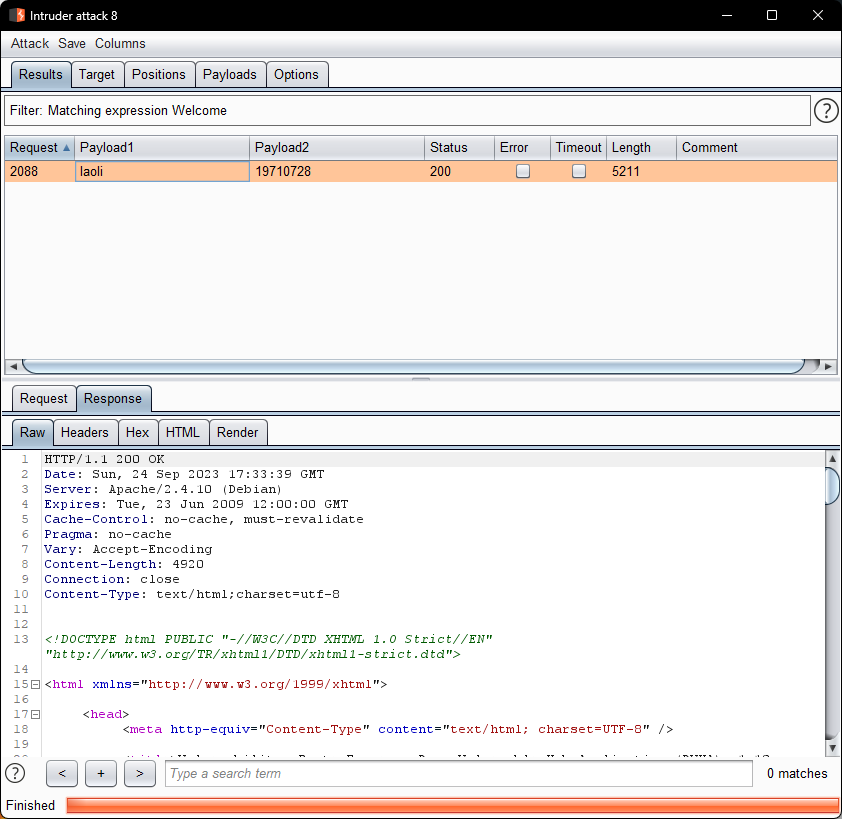 Intruder attack 8
Attack Save Columns
Results Target Positions Payloads Options
Filter: Matching expression Welcome
?
Request Payload1 Payload2 Status Error Timeout Length Comment
2088 laoli 19710728 200 5211
Request Response
Raw Headers Hex HTML Render
1 HTTP/1.1 200 OK
2 Date: Sun, 24 Sep 2023 17:33:39 GMT
3 Server: Apache/2.4.10 (Debian)
4 Expires: Tue, 23 Jun 2009 12:00:00 GMT
5 Cache-Control: no-cache, must-revalidate
6 Pragma: no-cache
7 Vary: Accept-Encoding
8 Content-Length: 4920
9 Connection: close
10 Content-Type: text/html;charset=utf-8
11
12
13 <!DOCTYPE html PUBLIC "-//W3C//DTD XHTML 1.0 Strict//EN"
"http://www.w3.org/TR/xhtml1/DTD/xhtml1-strict.dtd">
14
15 <html xmlns="http://www.w3.org/1999/xhtml">
16
17 <head>
18 <meta http-equiv="Content-Type" content="text/html; charset=UTF-8" />
19
? < + > Type a search term 0 matches
Finished